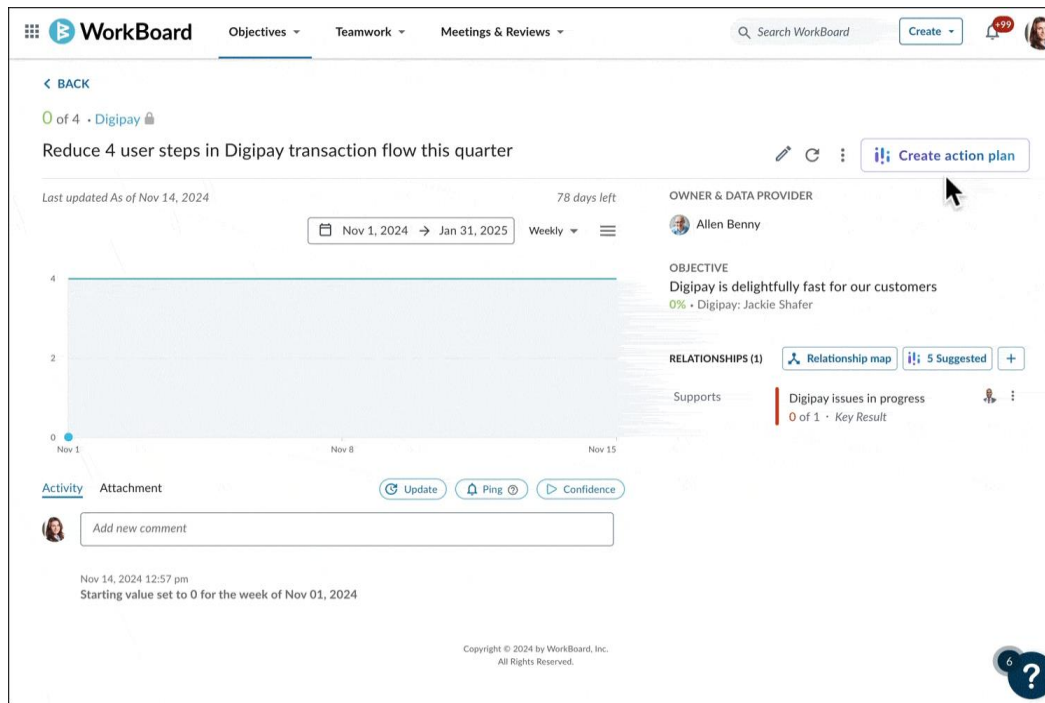 WorkBoard Objectives Teamwork Meetings & Reviews Search WorkBoard Create +99
BACK
0 of 4 • Digipay
Reduce 4 user steps in Digipay transaction flow this quarter
Create action plan
Last updated As of Nov 14, 2024 78 days left
Nov 1, 2024 → Jan 31, 2025 Weekly
4
2
0
Nov 1 Nov 8 Nov 15
Activity Attachment Update Ping ? Confidence
Add new comment
Nov 14, 2024 12:57 pm
Starting value set to 0 for the week of Nov 01, 2024
OWNER & DATA PROVIDER
Allen Benny
OBJECTIVE
Digipay is delightfully fast for our customers
0% • Digipay: Jackie Shafer
RELATIONSHIPS (1) Relationship map 5 Suggested +
Supports
Digipay issues in progress
0 of 1 • Key Result
Copyright © 2024 by WorkBoard, Inc.
All Rights Reserved.
6
?